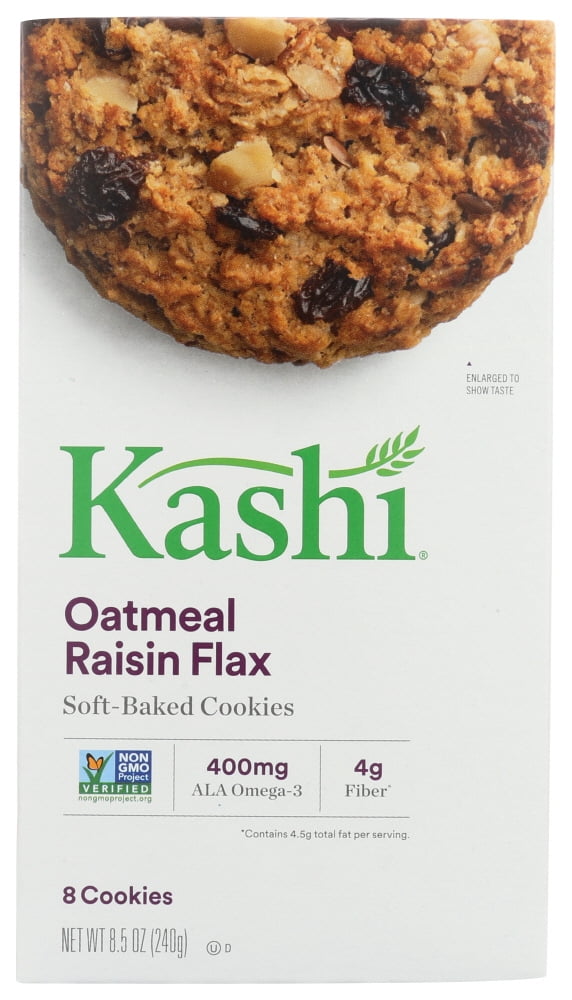 ENLARGED TO
SHOW TASTE
Kashi®
Oatmeal
Raisin Flax
Soft-Baked Cookies
NON
GMO
Project
VERIFIED
nongmoproject.org
400mg
ALA Omega-3
4g
Fiber*
*Contains 4.5g total fat per serving.
8 Cookies
NET WT 8.5 OZ (240g)
U D